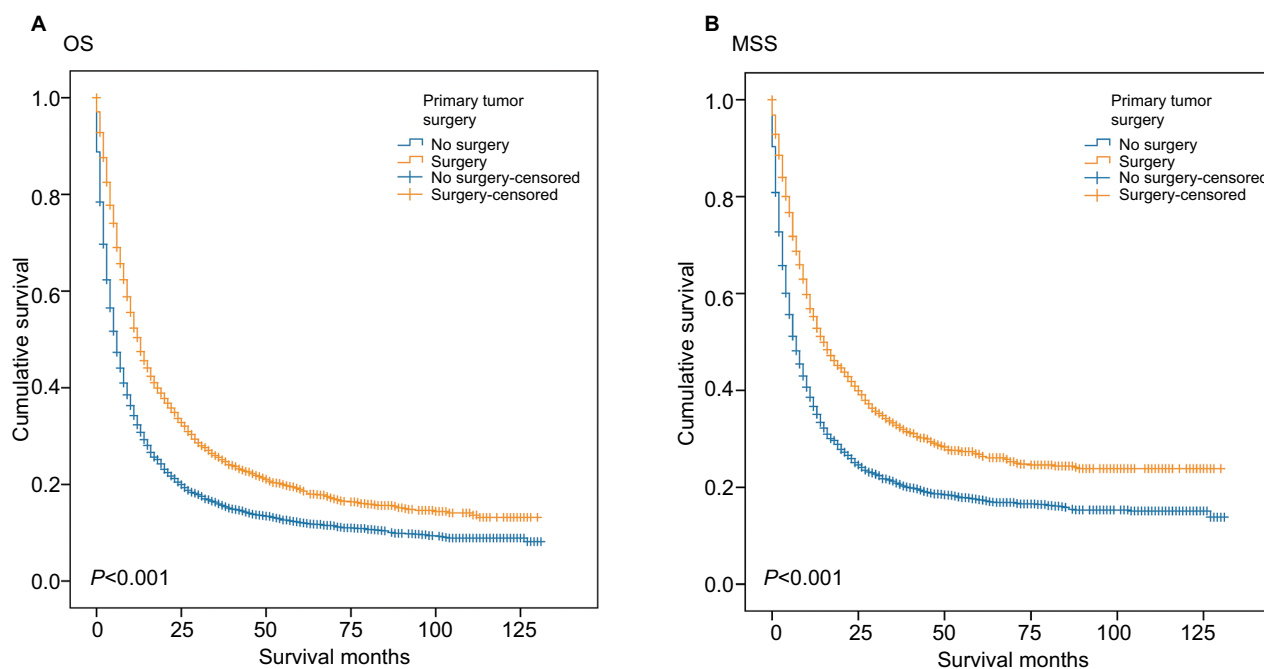 A
OS
Primary tumor
surgery
No surgery
Surgery
No surgery-censored
Surgery-censored
Cumulative survival
1.0
0.8
0.6
0.4
0.2
0.0
P<0.001
0 25 50 75 100 125
Survival months
B
MSS
Primary tumor
surgery
No surgery
Surgery
No surgery-censored
Surgery-censored
Cumulative survival
1.0
0.8
0.6
0.4
0.2
0.0
P<0.001
0 25 50 75 100 125
Survival months